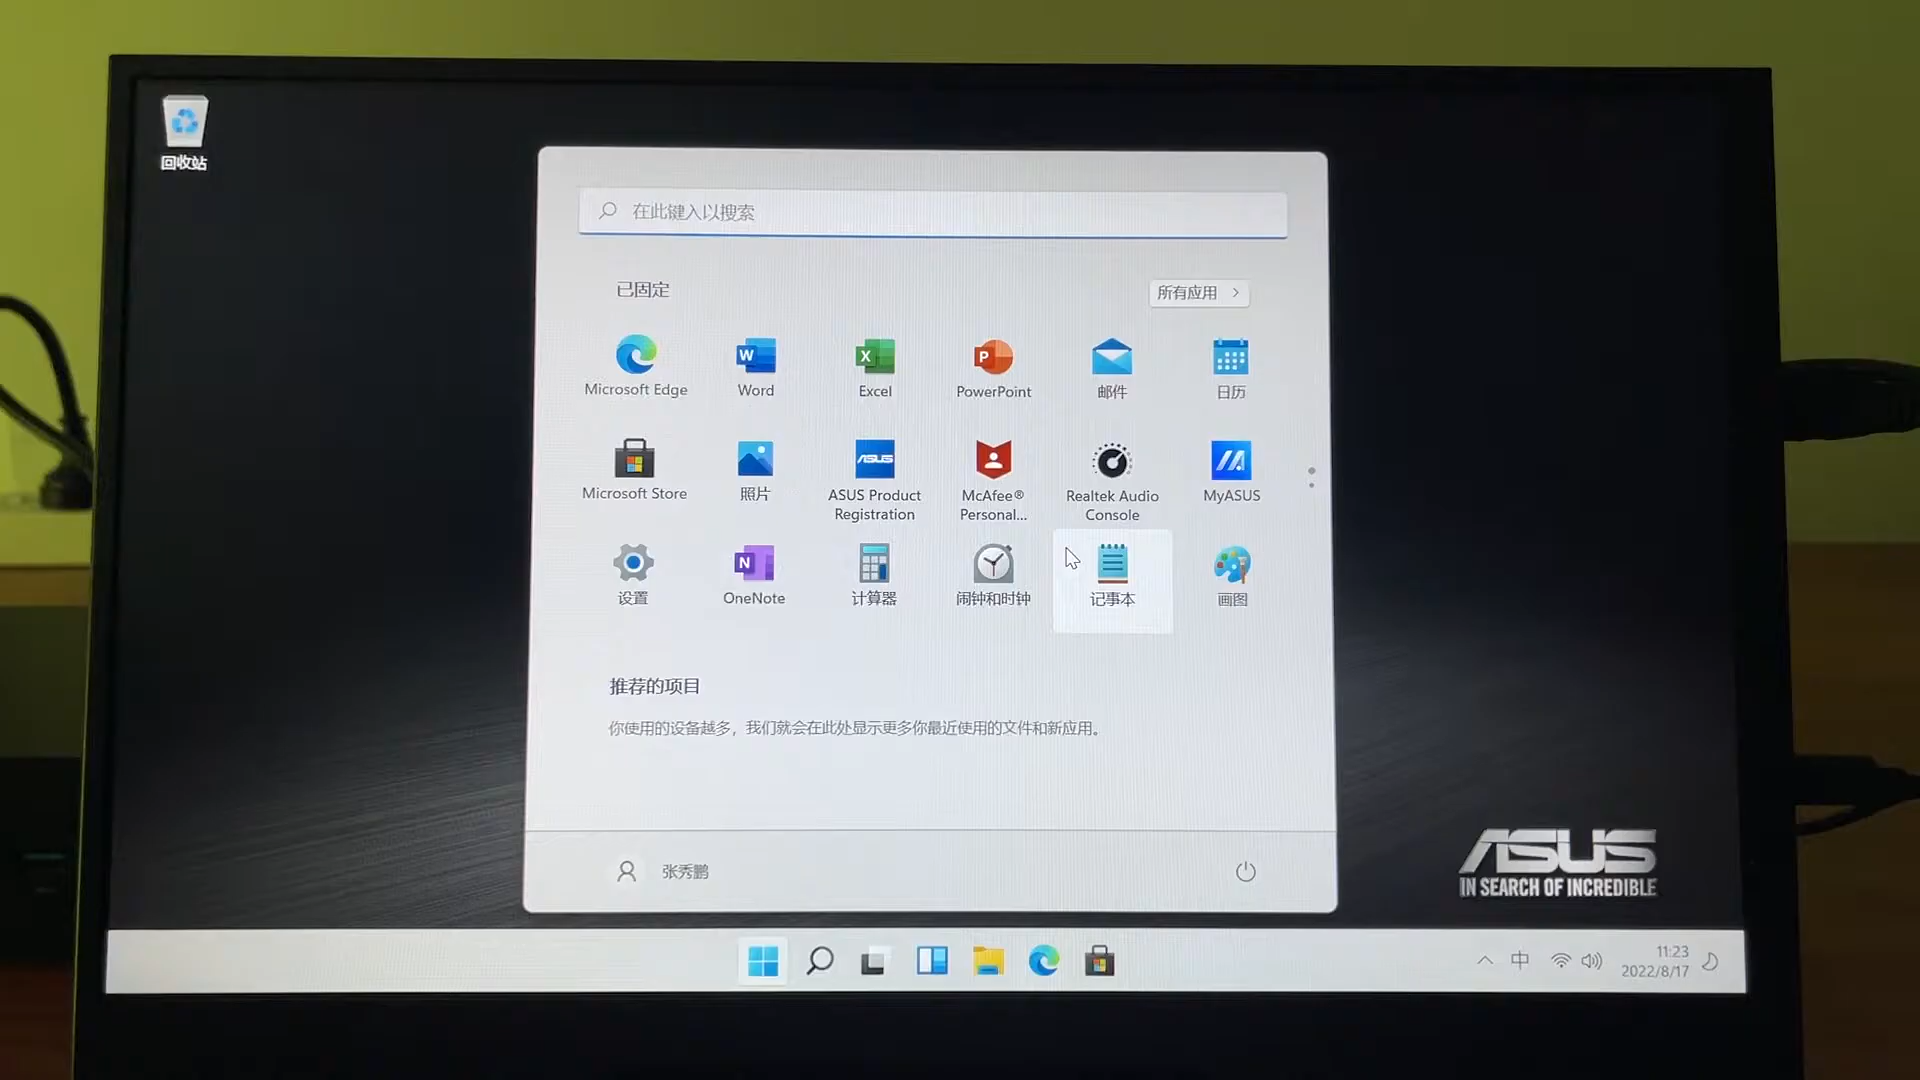 回收站
在此键入以搜索
已固定
所有应用 >
Microsoft Edge
Word
Excel
PowerPoint
邮件
日历
Microsoft Store
照片
ASUS Product
Registration
McAfee®
Personal...
Realtek Audio
Console
MyASUS
设置
OneNote
计算器
闹钟和时钟
记事本
画图
推荐的项目
你使用的设备越多，我们就会在此处显示更多你最近使用的文件和新应用。
张秀鹏
ASUS
IN SEARCH OF INCREDIBLE
中
11:23
2022/8/17